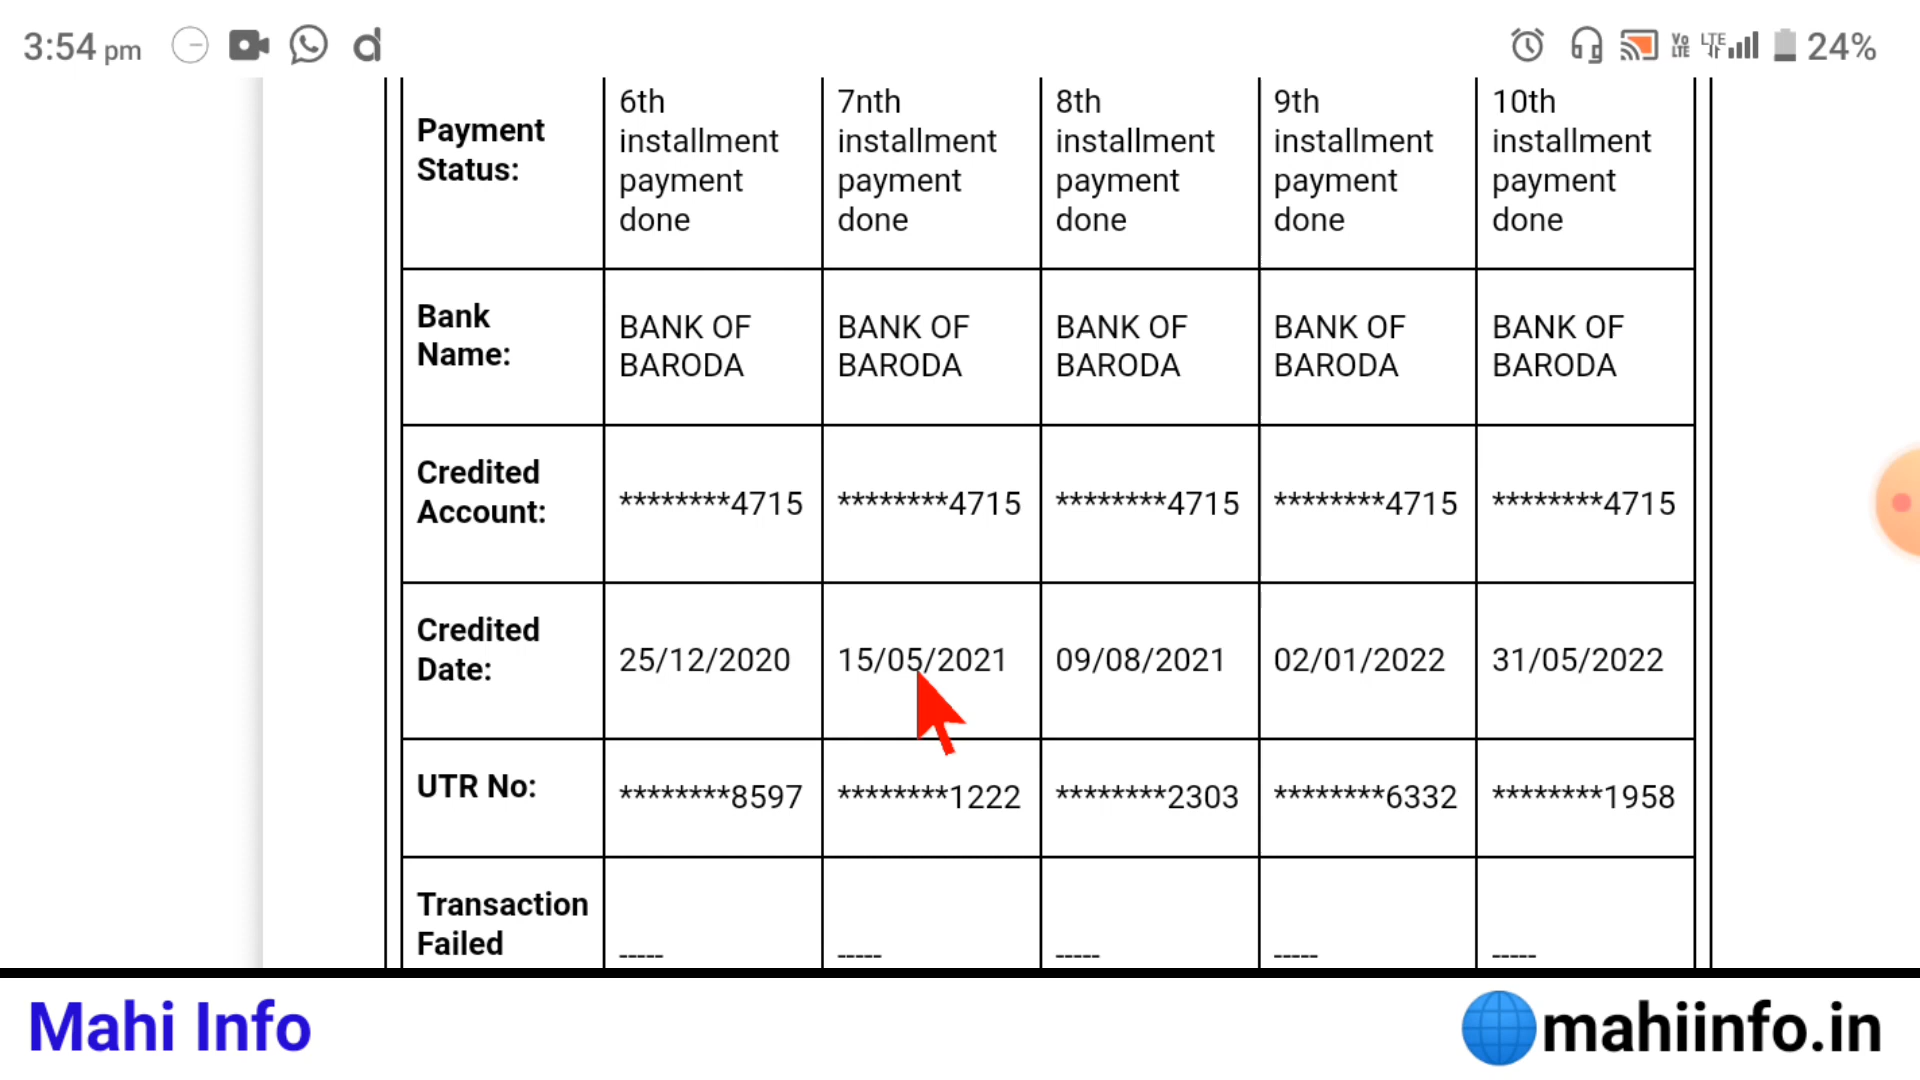 3:54 pm
Vo LTE
LTE
24%
6th 7nth 8th 9th 10th
Payment installment installment installment installment installment
Status: payment payment payment payment payment
done done done done done
Bank BANK OF BANK OF BANK OF BANK OF BANK OF
Name: BARODA BARODA BARODA BARODA BARODA
Credited
Account: ********4715 ********4715 ********4715 ********4715 ********4715
Credited
Date: 25/12/2020 15/05/2021 09/08/2021 02/01/2022 31/05/2022
UTR No: ********8597 ********1222 ********2303 ********6332 ********1958
Transaction
Failed ----- ----- ----- ----- -----
Mahi Info
mahiinfo.in